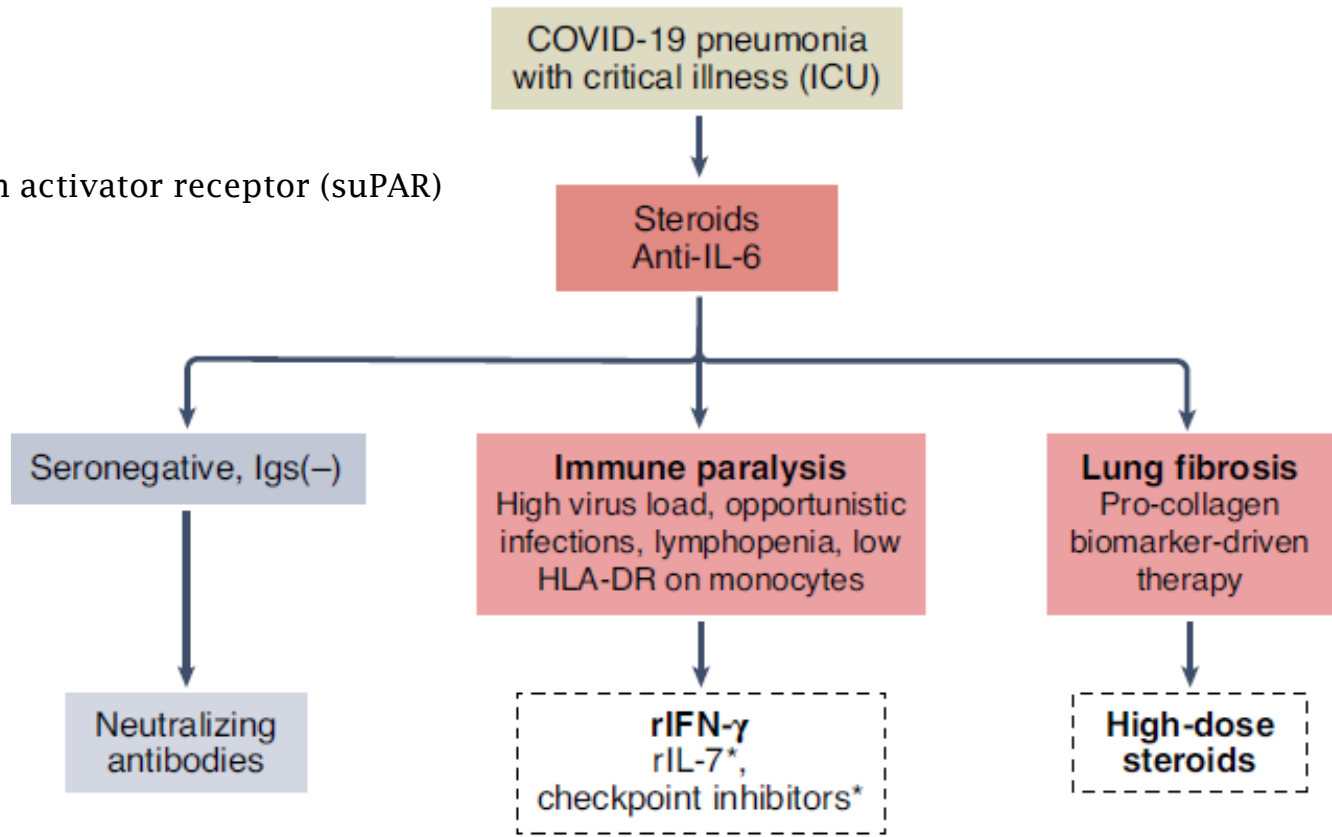 COVID-19 pneumonia
with critical illness (ICU)
activator receptor (suPAR)
Steroids
Anti-IL-6
Seronegative, Igs(–)
Immune paralysis
High virus load, opportunistic
infections, lymphopenia, low
HLA-DR on monocytes
Lung fibrosis
Pro-collagen
biomarker-driven
therapy
Neutralizing
antibodies
rIFN-γ
rIL-7*,
checkpoint inhibitors*
High-dose
steroids